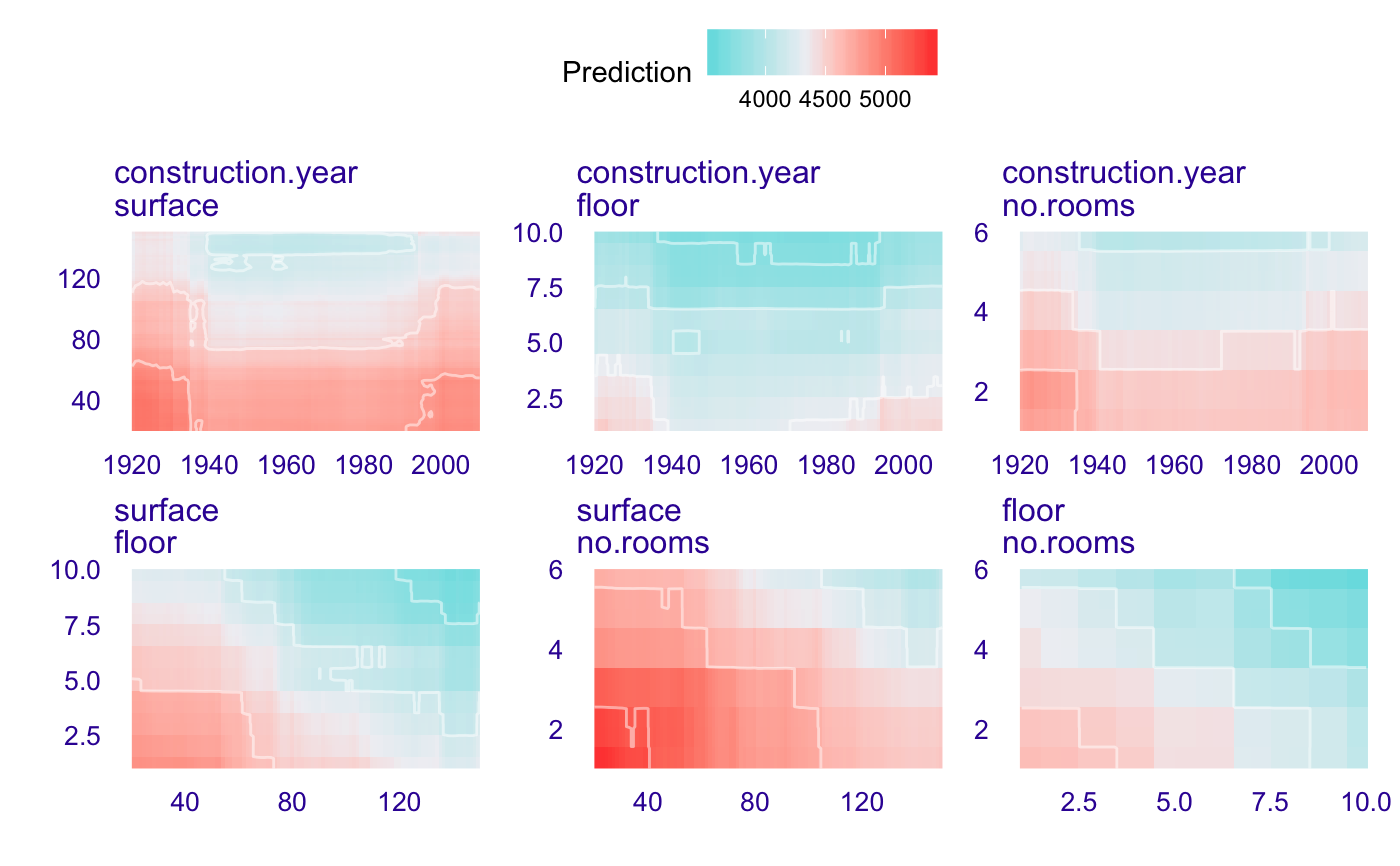 Prediction
4000 4500 5000
construction.year
surface
120
80
40
1920 1940 1960 1980 2000
construction.year
floor
10.0
7.5
5.0
2.5
1920 1940 1960 1980 2000
construction.year
no.rooms
6
4
2
1920 1940 1960 1980 2000
surface
floor
10.0
7.5
5.0
2.5
40 80 120
surface
no.rooms
6
4
2
40 80 120
floor
no.rooms
6
4
2
2.5 5.0 7.5 10.0